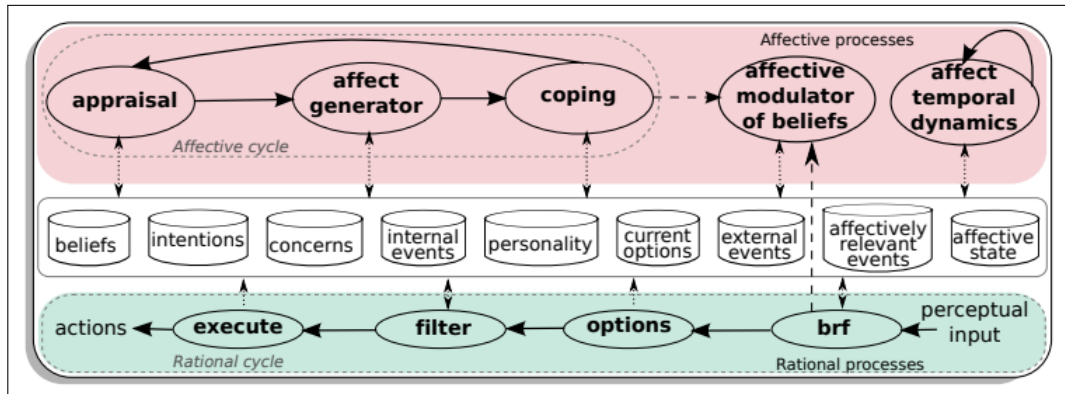 Affective processes
appraisal
affect
generator
coping
affective
modulator
of beliefs
affect
temporal
dynamics
Affective cycle
beliefs
intentions
concerns
internal
events
personality
current
options
external
events
affectively
relevant
events
affective
state
actions
execute
filter
options
brf
perceptual
input
Rational cycle
Rational processes